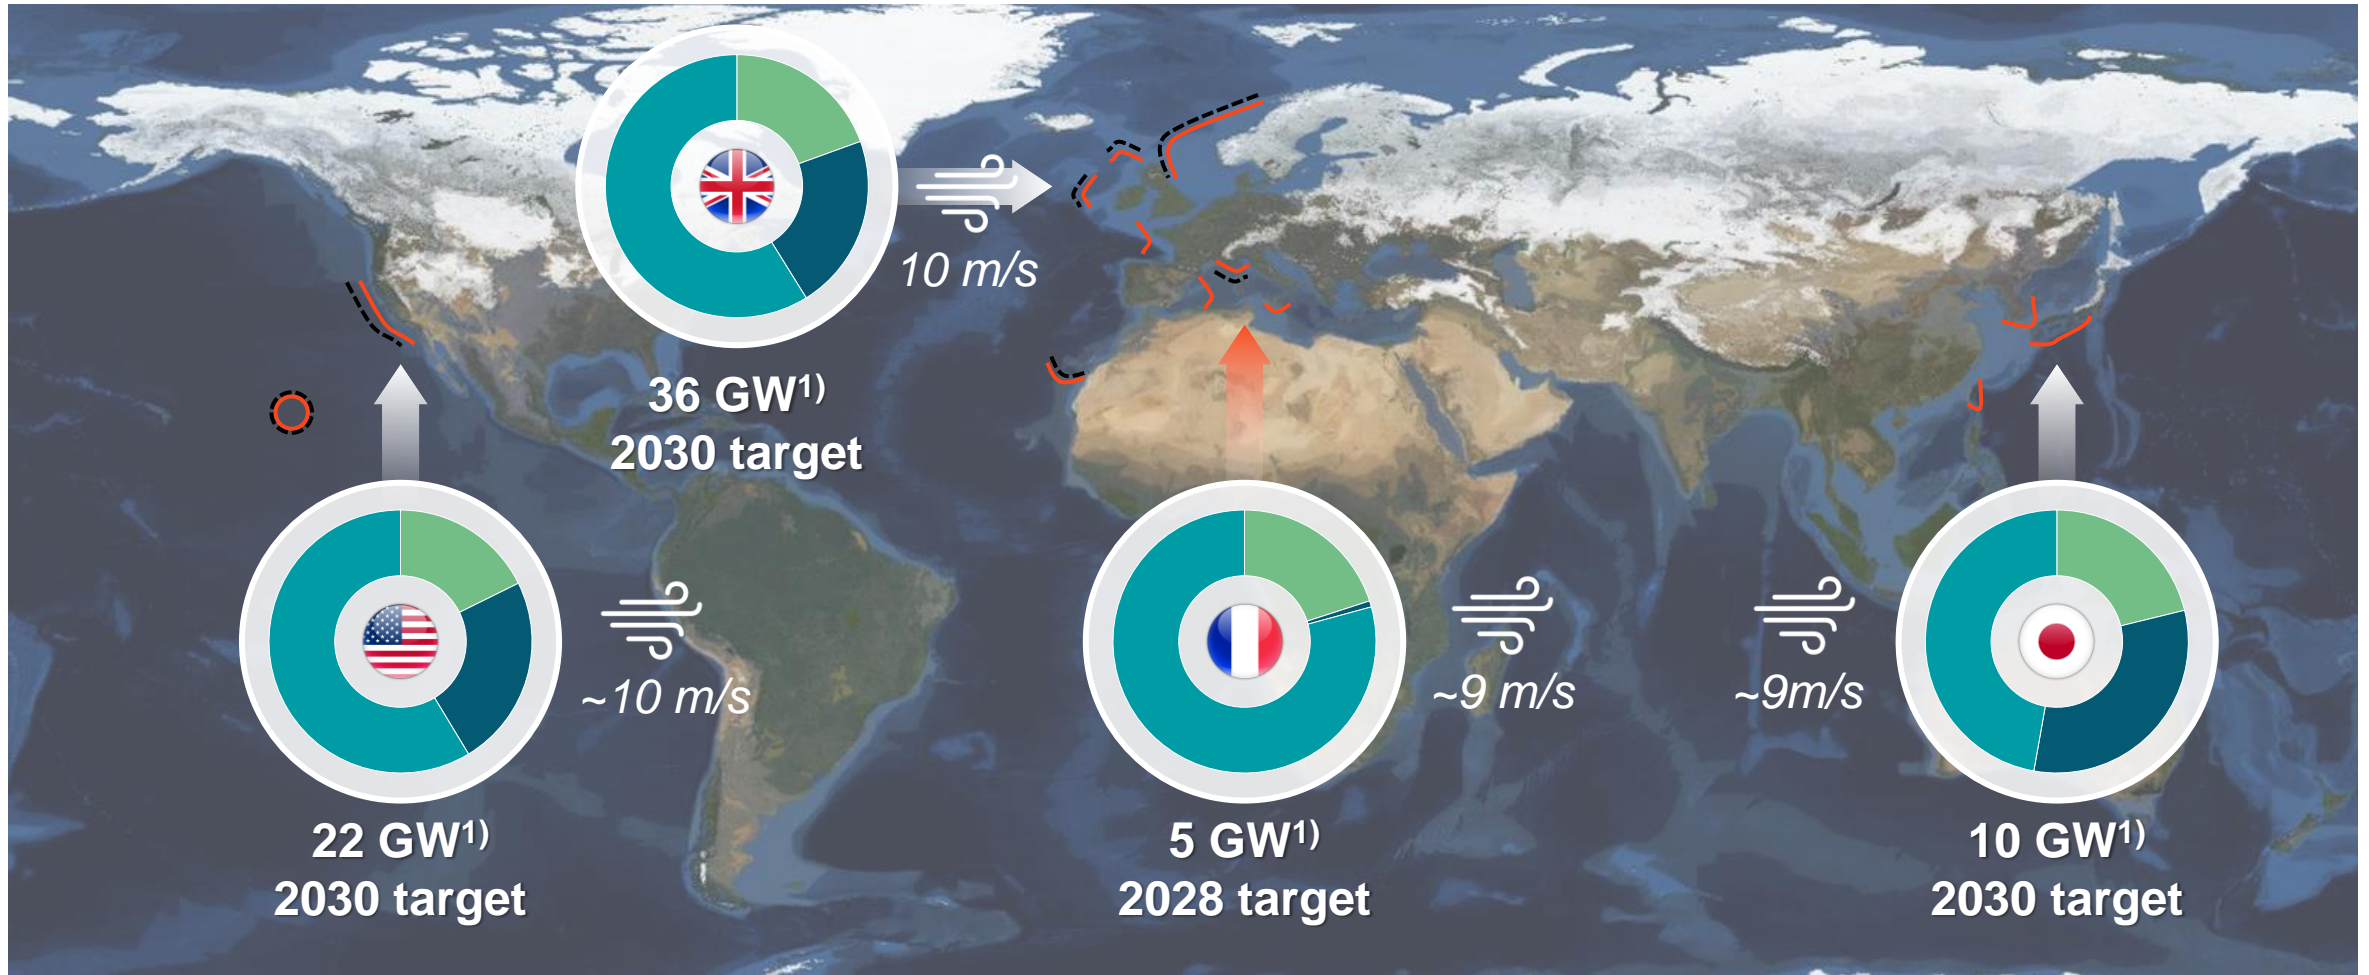 10 m/s
36 GW1)
2030 target
~10 m/s
~9 m/s
~9m/s
22 GW1)
2030 target
5 GW1)
2028 target
10 GW1)
2030 target